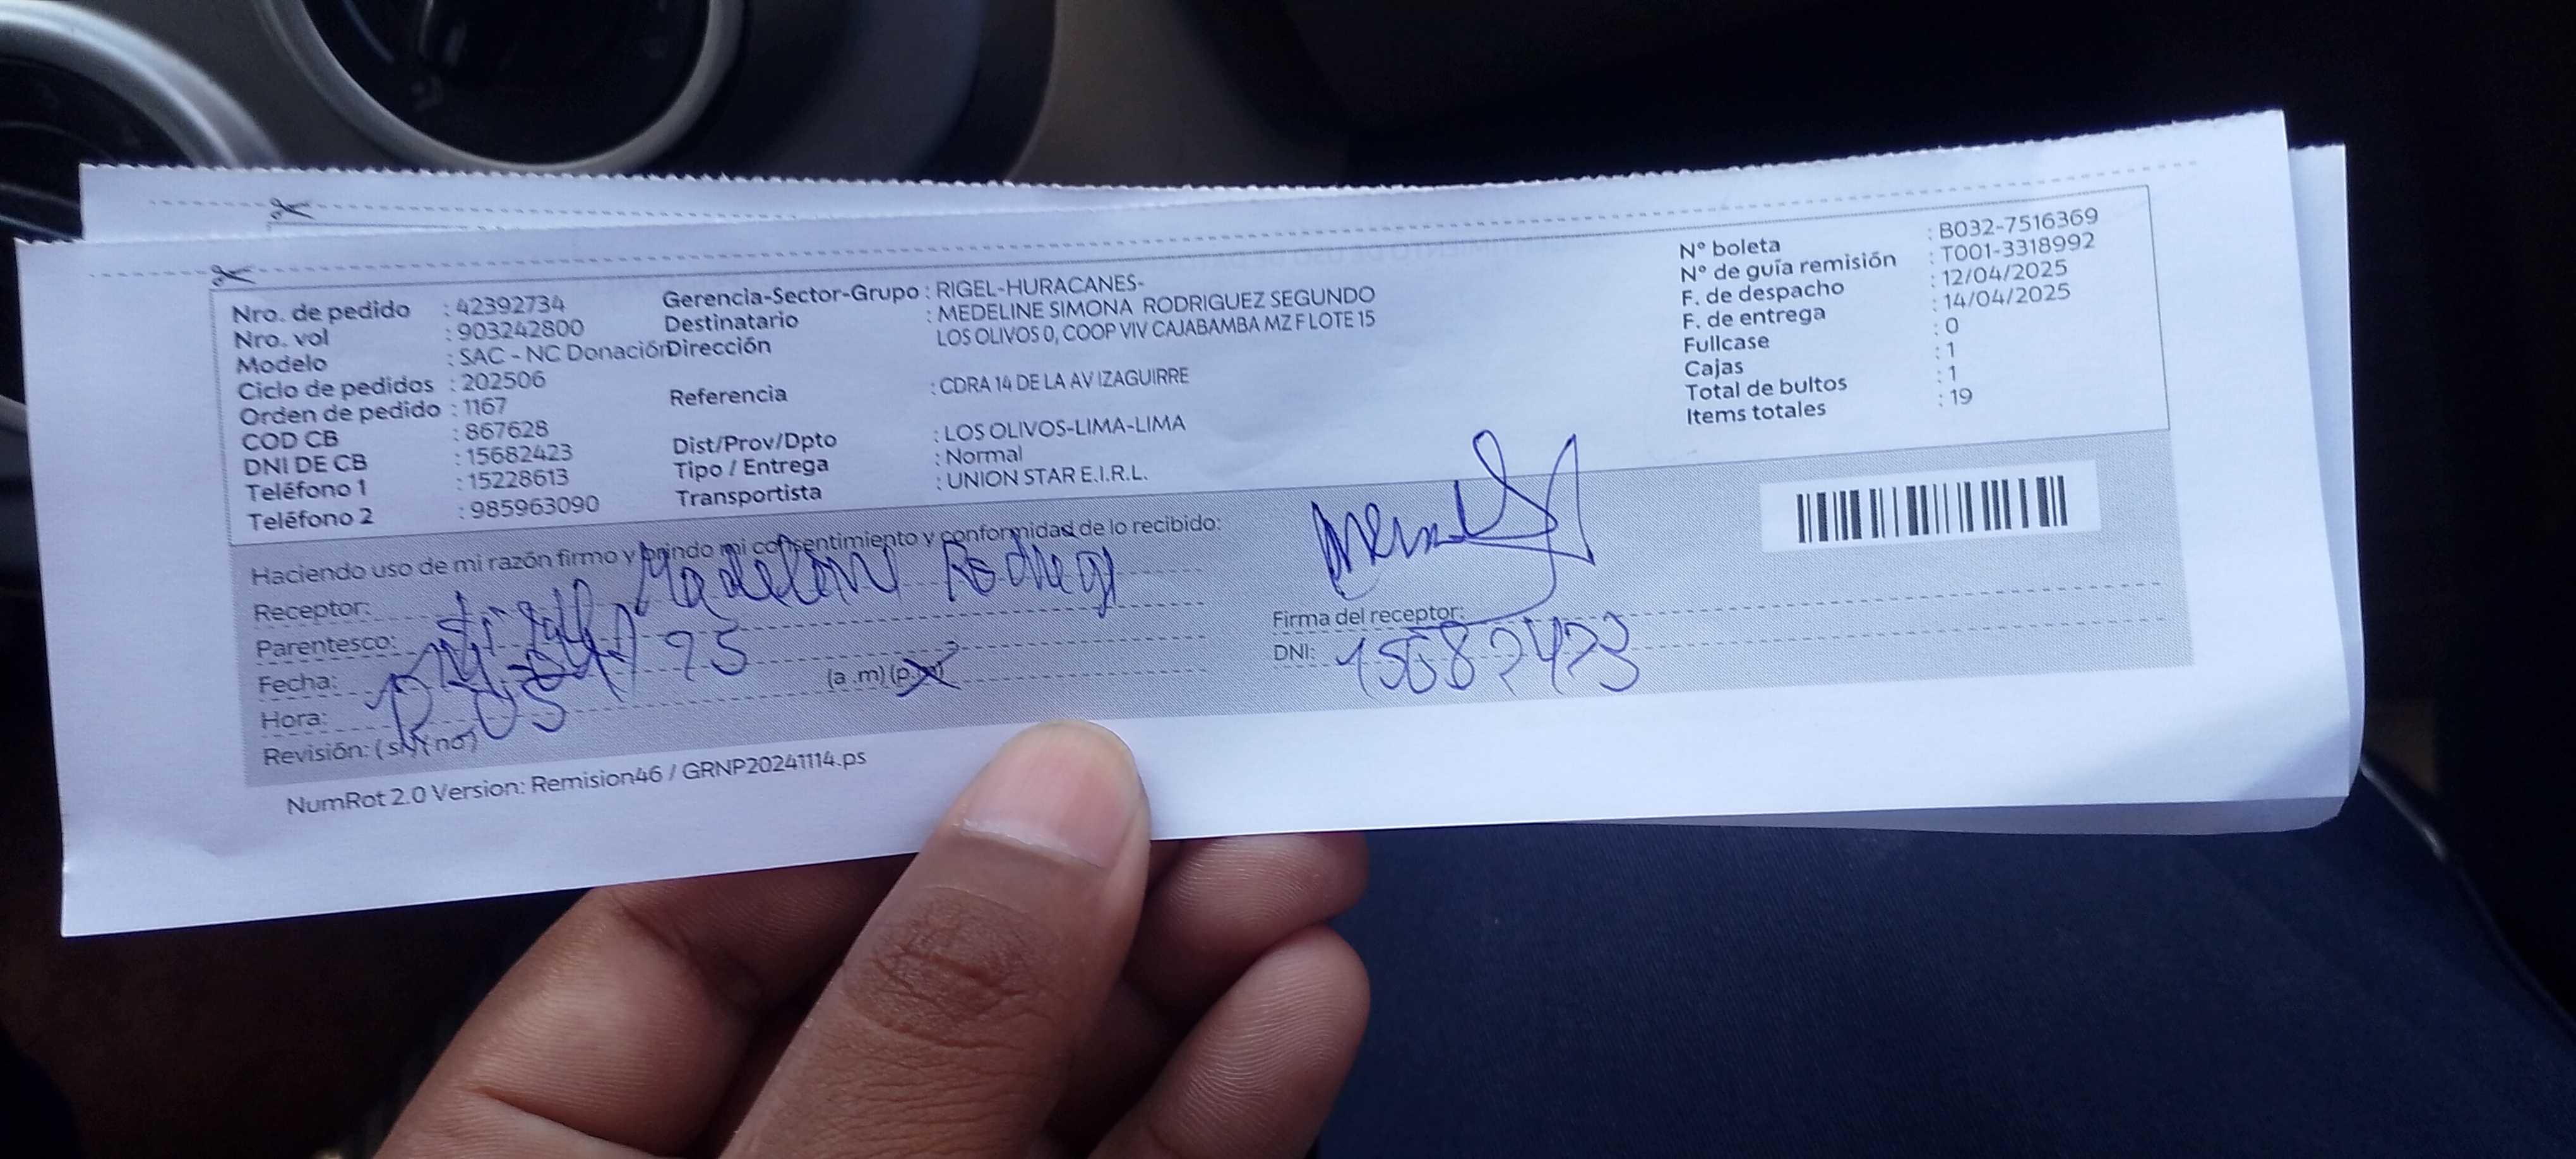 Nro. de pedido : 42392734
Nro. vol : 903242800
Modelo : SAC - NC Donación
Ciclo de pedidos : 202506
Orden de pedido : 1167
COD CB : 867628
DNI DE CB : 15682423
Teléfono 1 : 15228613
Teléfono 2 : 985963090
Gerencia-Sector-Grupo : RIGEL-HURACANES-
Destinatario : MEDELINE SIMONA RODRIGUEZ SEGUNDO
Dirección LOS OLIVOS 0, COOP VIV CAJABAMBA MZ F LOTE 15
Referencia : CDRA 14 DE LA AV IZAGUIRRE
Dist/Prov/Dpto : LOS OLIVOS-LIMA-LIMA
Tipo / Entrega : Normal
Transportista : UNION STAR E.I.R.L.
N° boleta : B032-7516369
N° de guía remisión : T001-3318992
F. de despacho : 12/04/2025
F. de entrega : 14/04/2025
Fullcase : 0
Cajas : 1
Total de bultos : 1
Items totales : 19
Haciendo uso de mi razón firmo y brindo mi consentimiento y conformidad de lo recibido:
Receptor:
Parentesco:
Fecha: 25
Hora: (a .m) (p.m)
Revisión: ( sí ) ( no )
Firma del receptor:
DNI: 15682423
NumRot 2.0 Version: Remision46 / GRNP20241114.ps